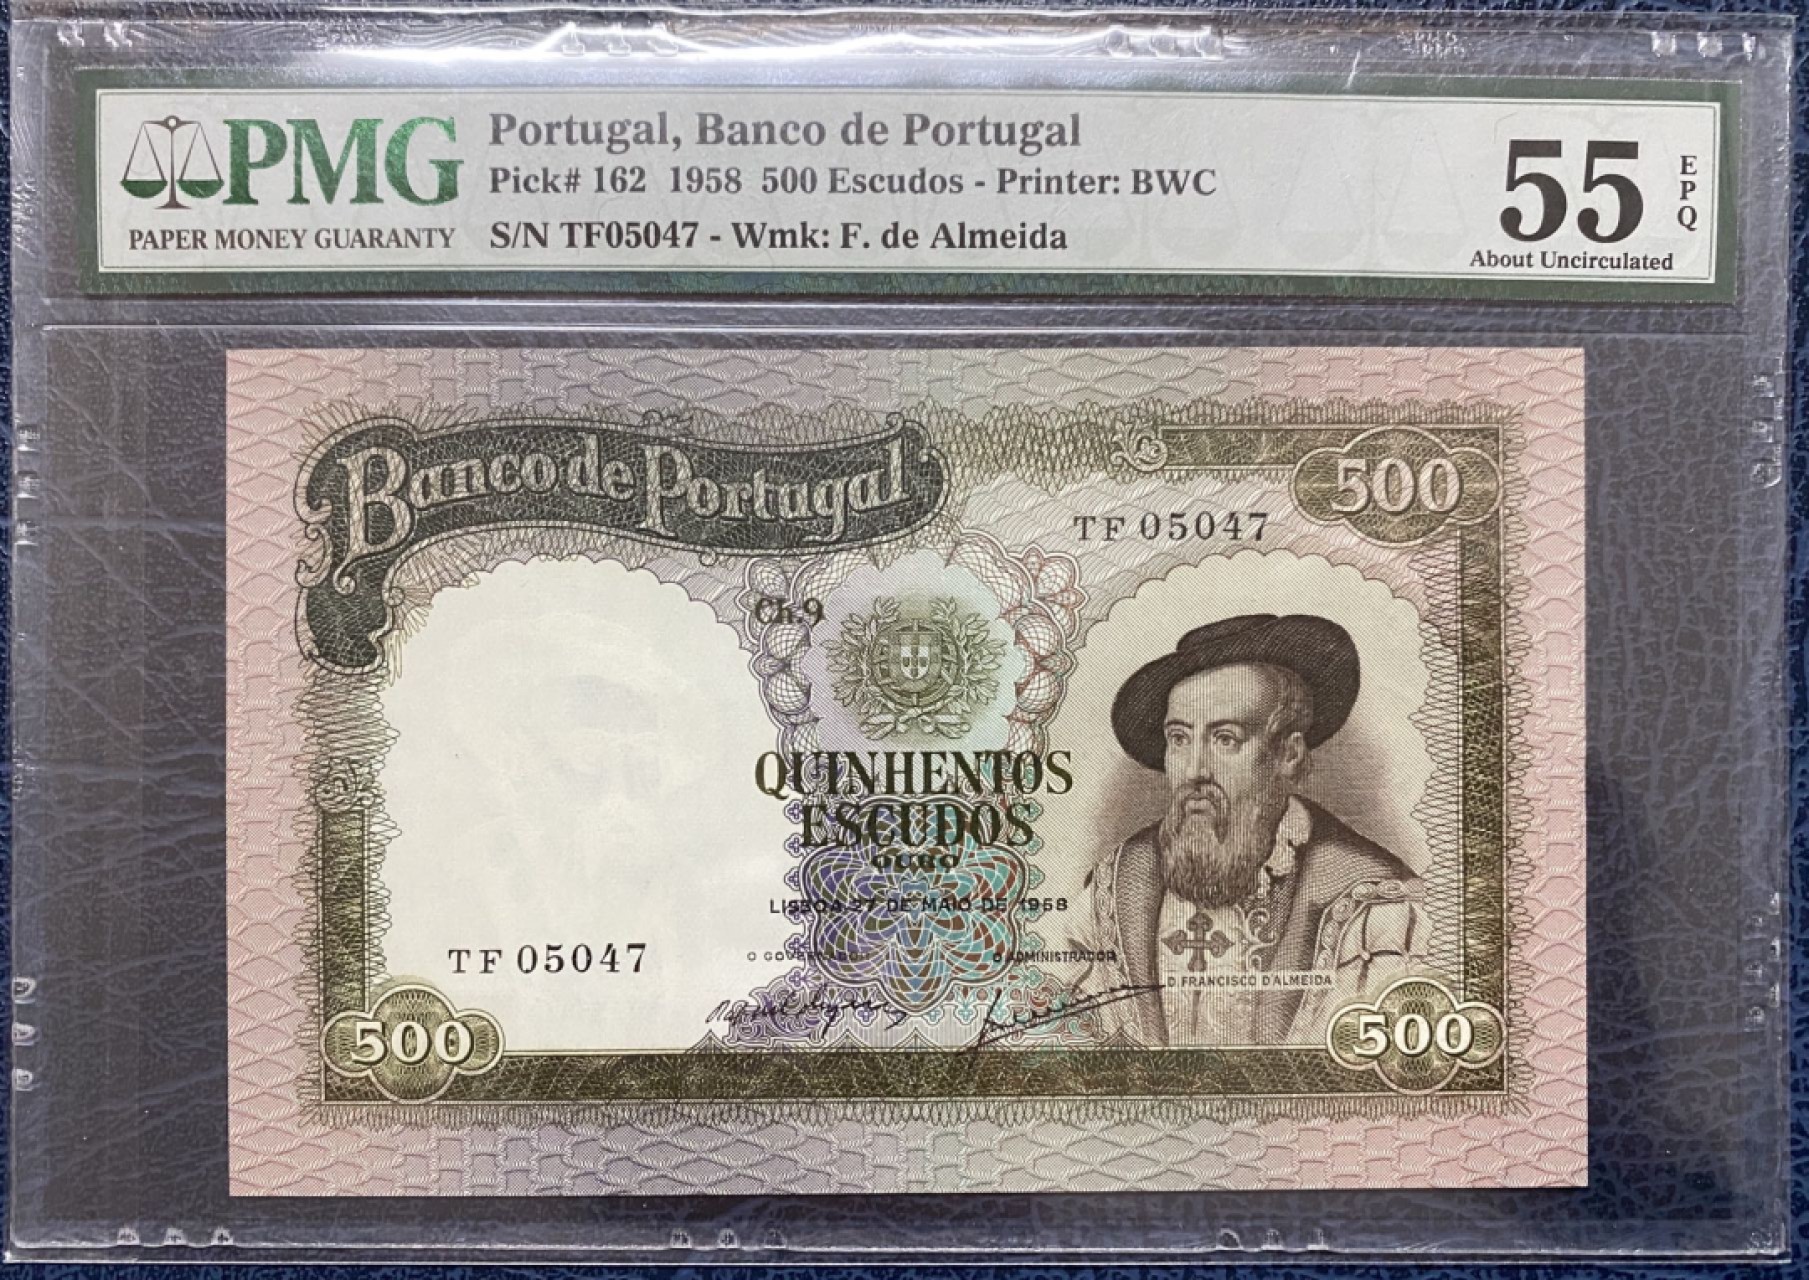 PMG
PAPER MONEY GUARANTY
Portugal, Banco de Portugal
Pick# 162 1958 500 Escudos - Printer: BWC
S/N TF05047 - Wmk: F. de Almeida
55
EPQ
About Uncirculated
Banco de Portugal
500
TF 05047
Ch.9
QUINHENTOS
ESCUDOS
OURO
LISBOA 27 DE MAIO DE 1958
TF 05047
O GOVERNADOR
O ADMINISTRADOR
D FRANCISCO D'ALMEIDA
500
500